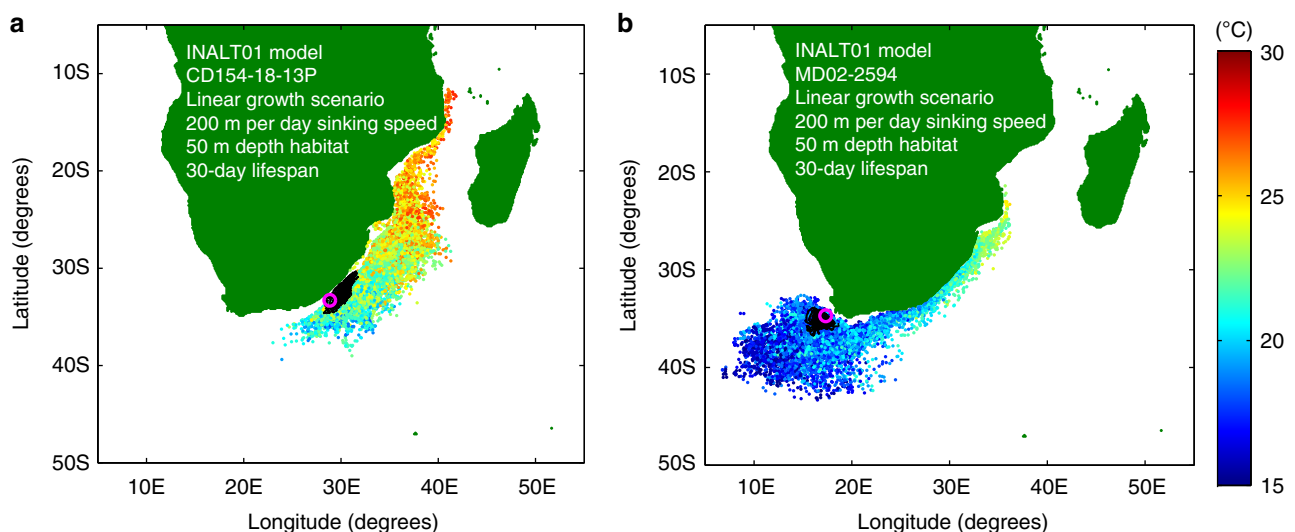 a
INALT01 model
CD154-18-13P
Linear growth scenario
200 m per day sinking speed
50 m depth habitat
30-day lifespan
Latitude (degrees)
10S
20S
30S
40S
50S
10E
20E
30E
40E
50E
Longitude (degrees)
b
INALT01 model
MD02-2594
Linear growth scenario
200 m per day sinking speed
50 m depth habitat
30-day lifespan
Latitude (degrees)
10S
20S
30S
40S
50S
10E
20E
30E
40E
50E
Longitude (degrees)
(°C)
30
25
20
15